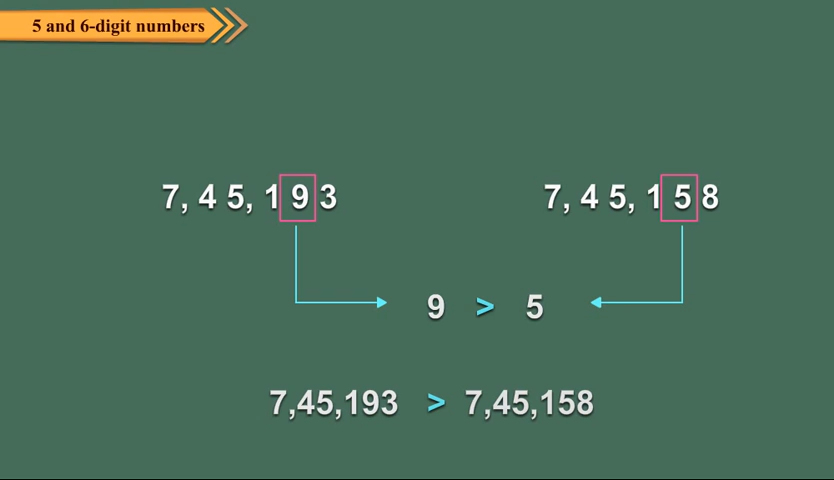 5 and 6-digit numbers
7, 4 5, 1 9 3 7, 4 5, 1 5 8
9 > 5
7,45,193 > 7,45,158